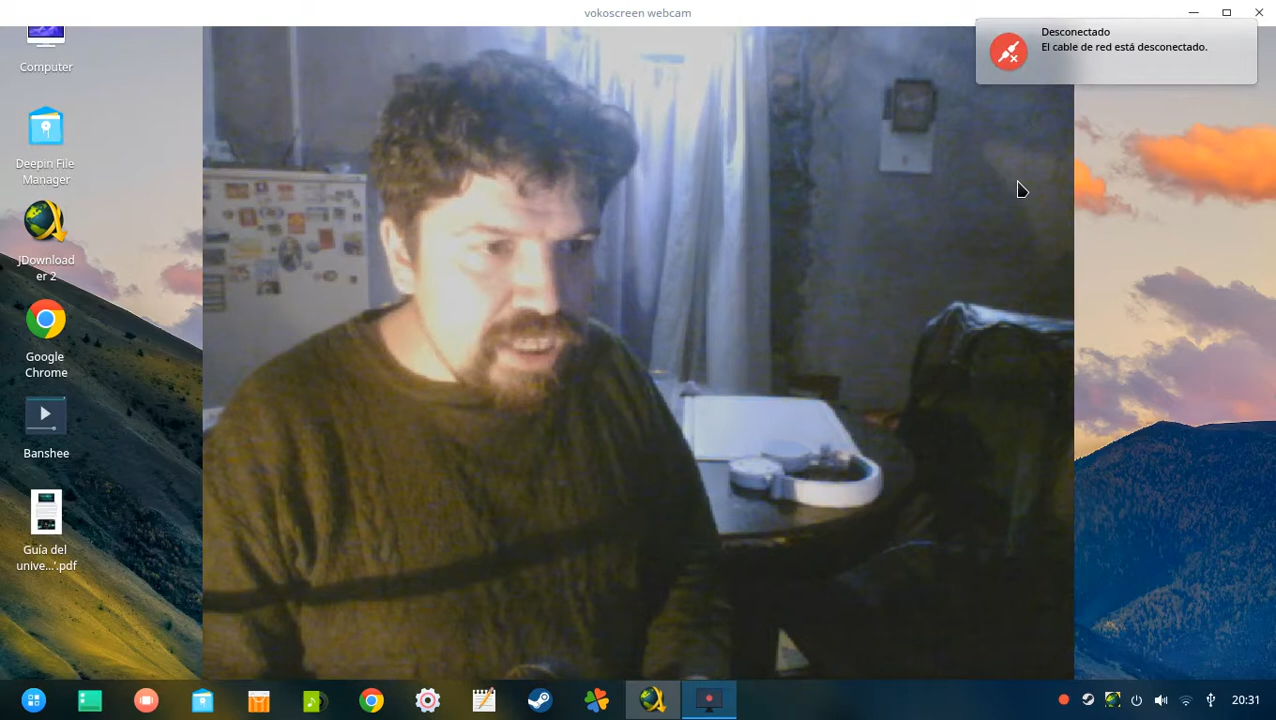 vokoscreen webcam
Desconectado
El cable de red está desconectado.
Computer
Deepin File
Manager
JDownload
er 2
Google
Chrome
Banshee
Guía del
unive...'.pdf
20:31